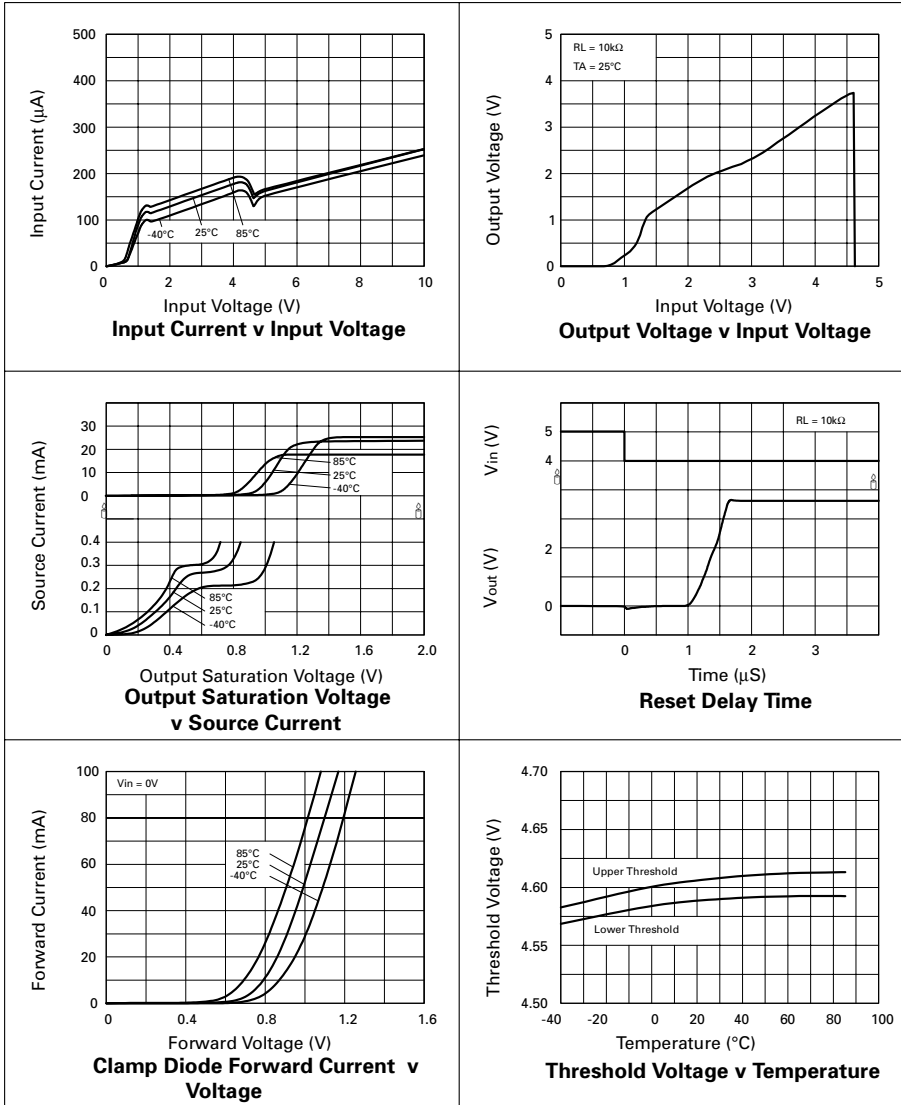 500
400
300
200
100
0
Input Current (µA)
-40°C
25°C
85°C
0 2 4 6 8 10
Input Voltage (V)
Input Current v Input Voltage
5
4
3
2
1
0
Output Voltage (V)
RL = 10kΩ
TA = 25°C
0 1 2 3 4 5
Input Voltage (V)
Output Voltage v Input Voltage
30
20
10
0
0.4
0.3
0.2
0.1
0
Source Current (mA)
85°C
25°C
-40°C
85°C
25°C
-40°C
0 0.4 0.8 1.2 1.6 2.0
Output Saturation Voltage (V)
Output Saturation Voltage
v Source Current
Vin (V)
5
4
Vout (V)
2
0
RL = 10kΩ
0 1 2 3
Time (µS)
Reset Delay Time
100
80
60
40
20
0
Forward Current (mA)
Vin = 0V
85°C
25°C
-40°C
0 0.4 0.8 1.2 1.6
Forward Voltage (V)
Clamp Diode Forward Current v
Voltage
4.70
4.65
4.60
4.55
4.50
Threshold Voltage (V)
Upper Threshold
Lower Threshold
-40 -20 0 20 40 60 80 100
Temperature (°C)
Threshold Voltage v Temperature